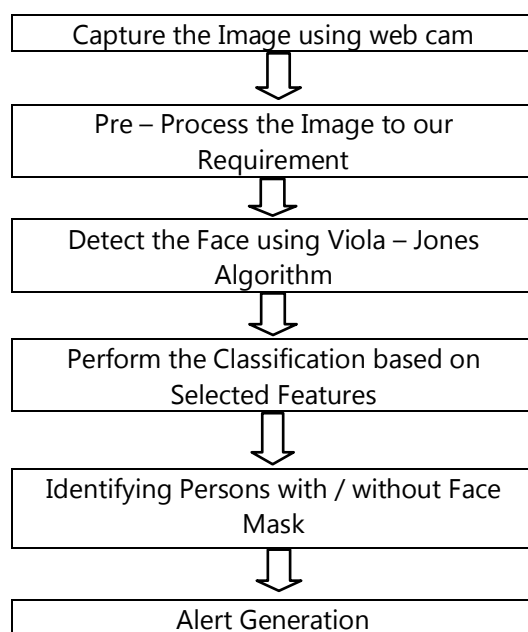 Capture the Image using web cam
Pre – Process the Image to our
Requirement
Detect the Face using Viola – Jones
Algorithm
Perform the Classification based on
Selected Features
Identifying Persons with / without Face
Mask
Alert Generation